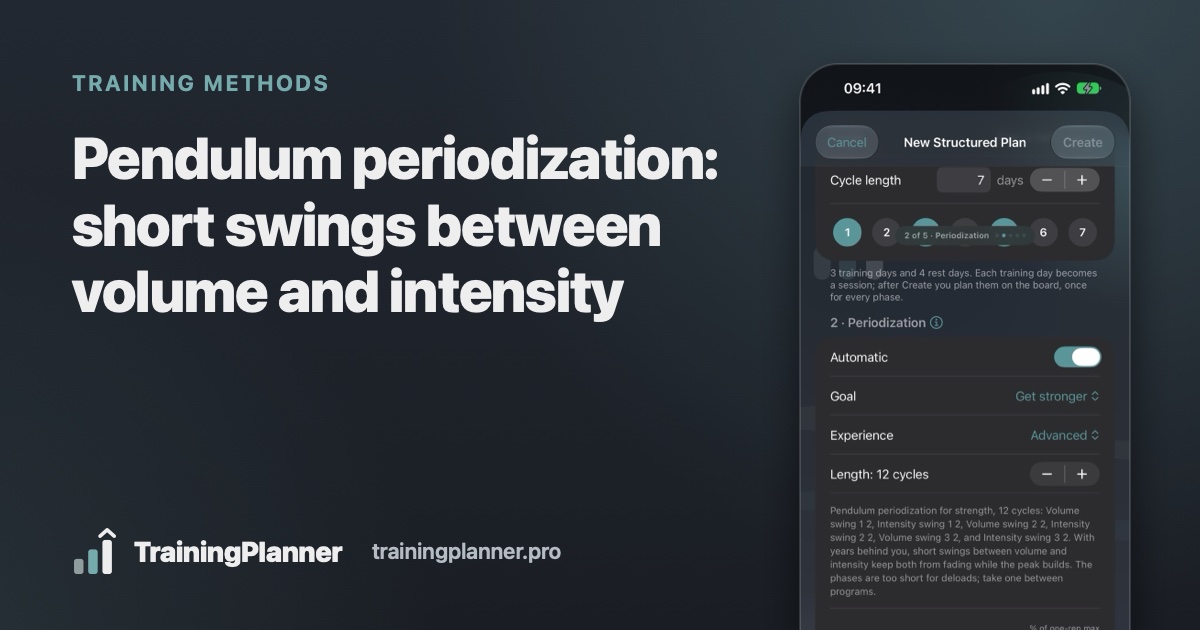 TRAINING METHODS
Pendulum periodization:
short swings between
volume and intensity
TrainingPlanner
trainingplanner.pro
09:41
Cancel
New Structured Plan
Create
Cycle length
7 days
1 2 6 7
2 of 5 · Periodization
3 training days and 4 rest days. Each training day becomes
a session; after Create you plan them on the board, once
for every phase.
2 · Periodization
Automatic
Goal
Get stronger
Experience
Advanced
Length: 12 cycles
Pendulum periodization for strength, 12 cycles: Volume
swing 1 2, Intensity swing 1 2, Volume swing 2 2, Intensity
swing 2 2, Volume swing 3 2, and Intensity swing 3 2. With
years behind you, short swings between volume and
intensity keep both from fading while the peak builds. The
phases are too short for deloads; take one between
programs.
% of one-rep max